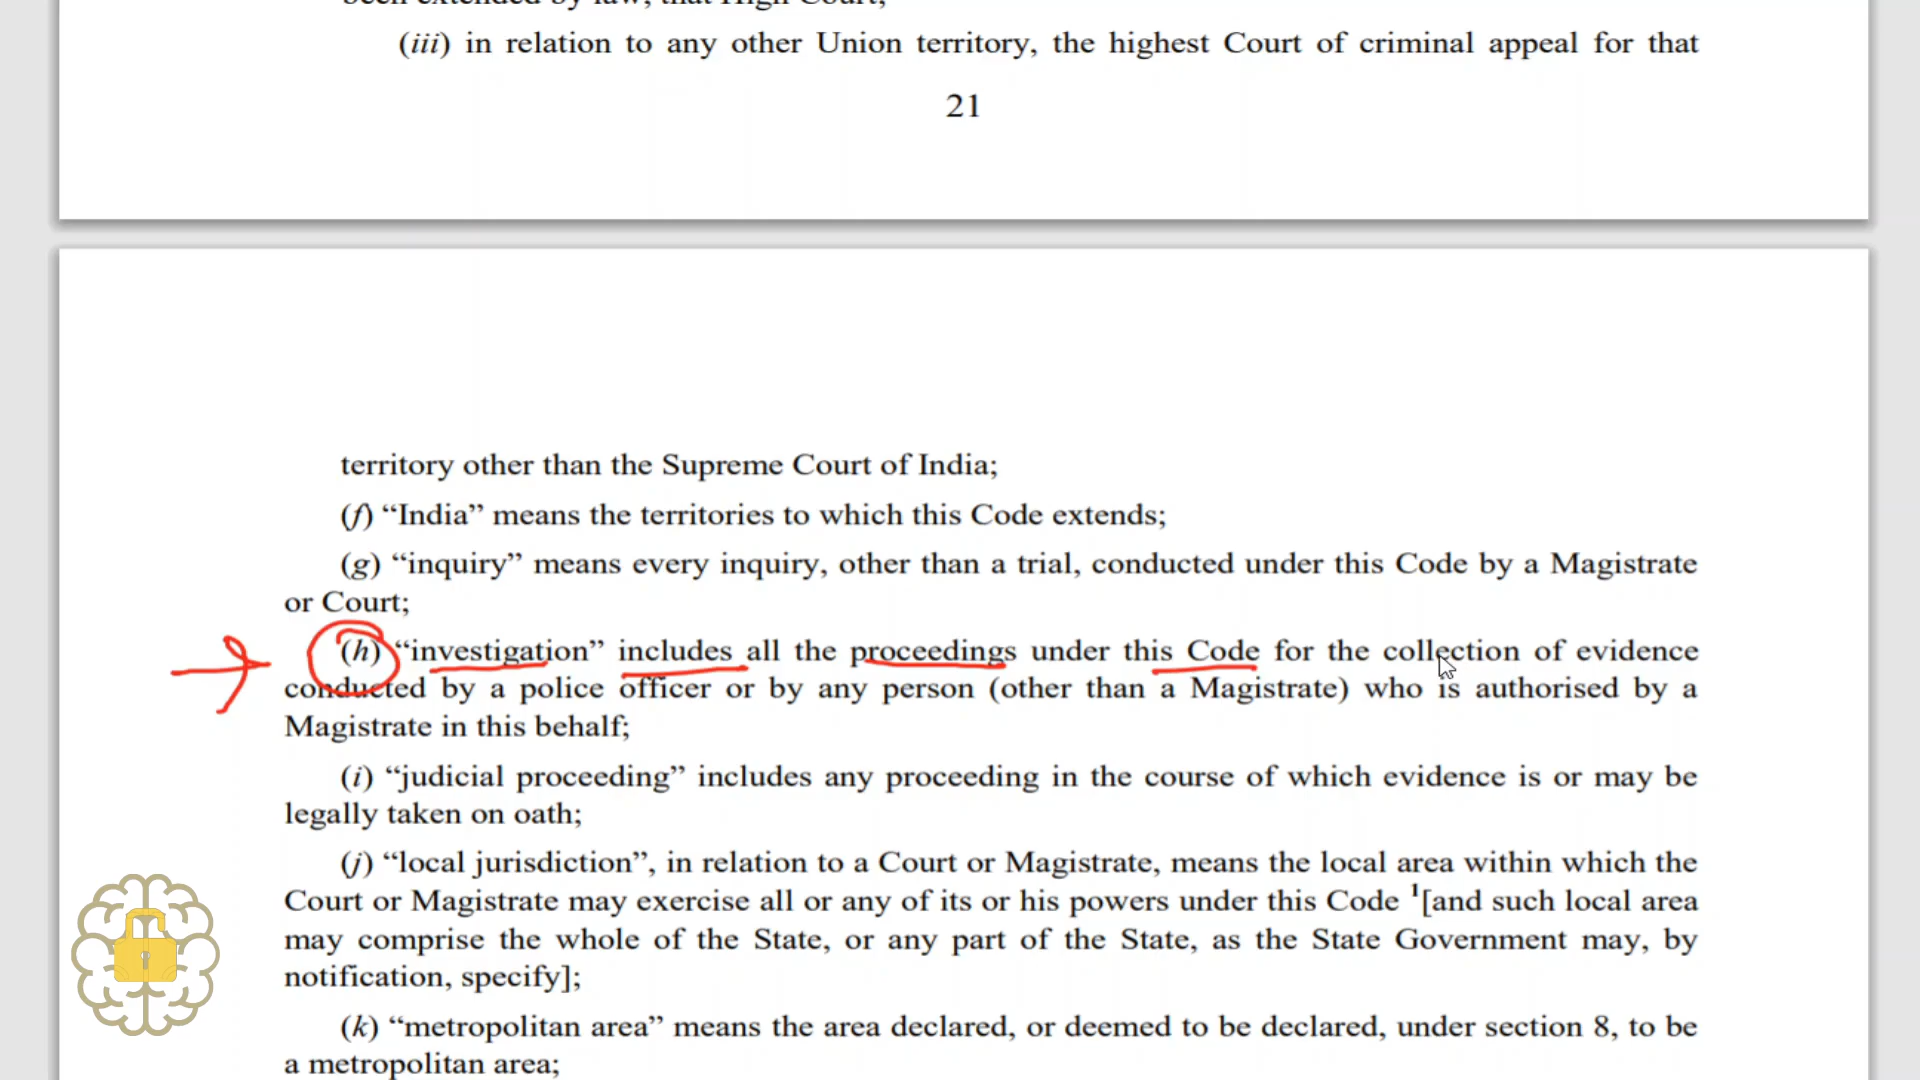 been extended by law, that High Court;
(iii) in relation to any other Union territory, the highest Court of criminal appeal for that
21
territory other than the Supreme Court of India;
(f) “India” means the territories to which this Code extends;
(g) “inquiry” means every inquiry, other than a trial, conducted under this Code by a Magistrate
or Court;
(h) “investigation” includes all the proceedings under this Code for the collection of evidence
conducted by a police officer or by any person (other than a Magistrate) who is authorised by a
Magistrate in this behalf;
(i) “judicial proceeding” includes any proceeding in the course of which evidence is or may be
legally taken on oath;
(j) “local jurisdiction”, in relation to a Court or Magistrate, means the local area within which the
Court or Magistrate may exercise all or any of its or his powers under this Code ¹[and such local area
may comprise the whole of the State, or any part of the State, as the State Government may, by
notification, specify];
(k) “metropolitan area” means the area declared, or deemed to be declared, under section 8, to be
a metropolitan area;